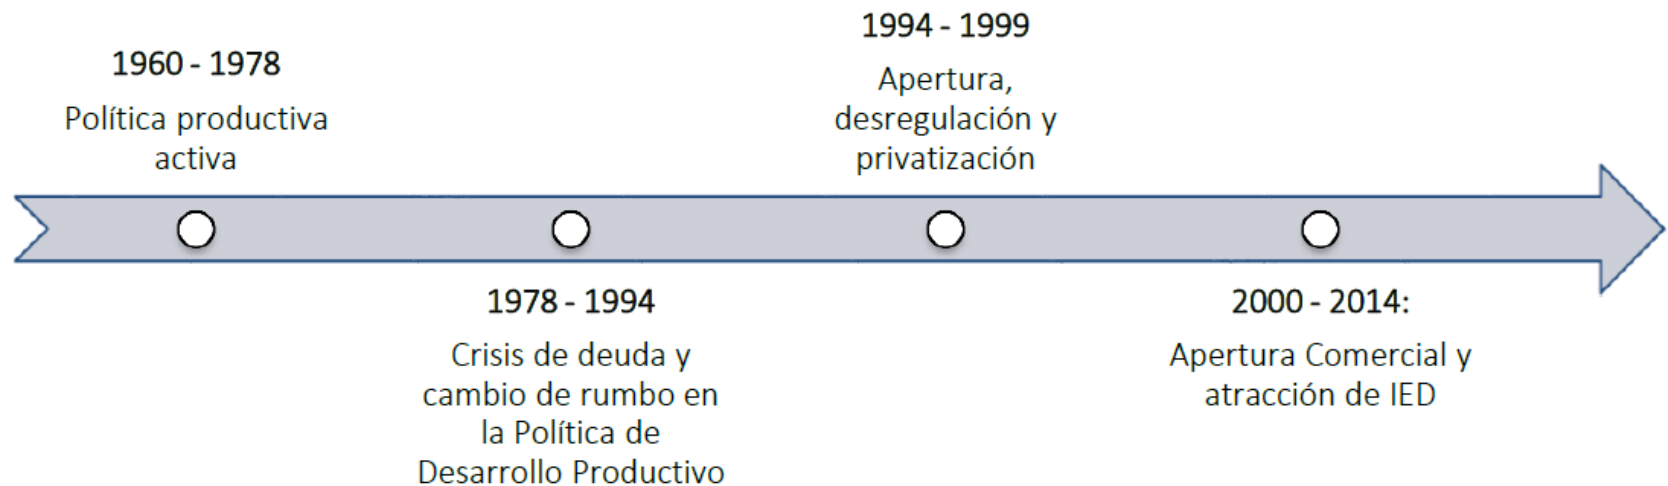 1960 - 1978
Política productiva
activa
1978 - 1994
Crisis de deuda y
cambio de rumbo en
la Política de
Desarrollo Productivo
1994 - 1999
Apertura,
desregulación y
privatización
2000 - 2014:
Apertura Comercial y
atracción de IED